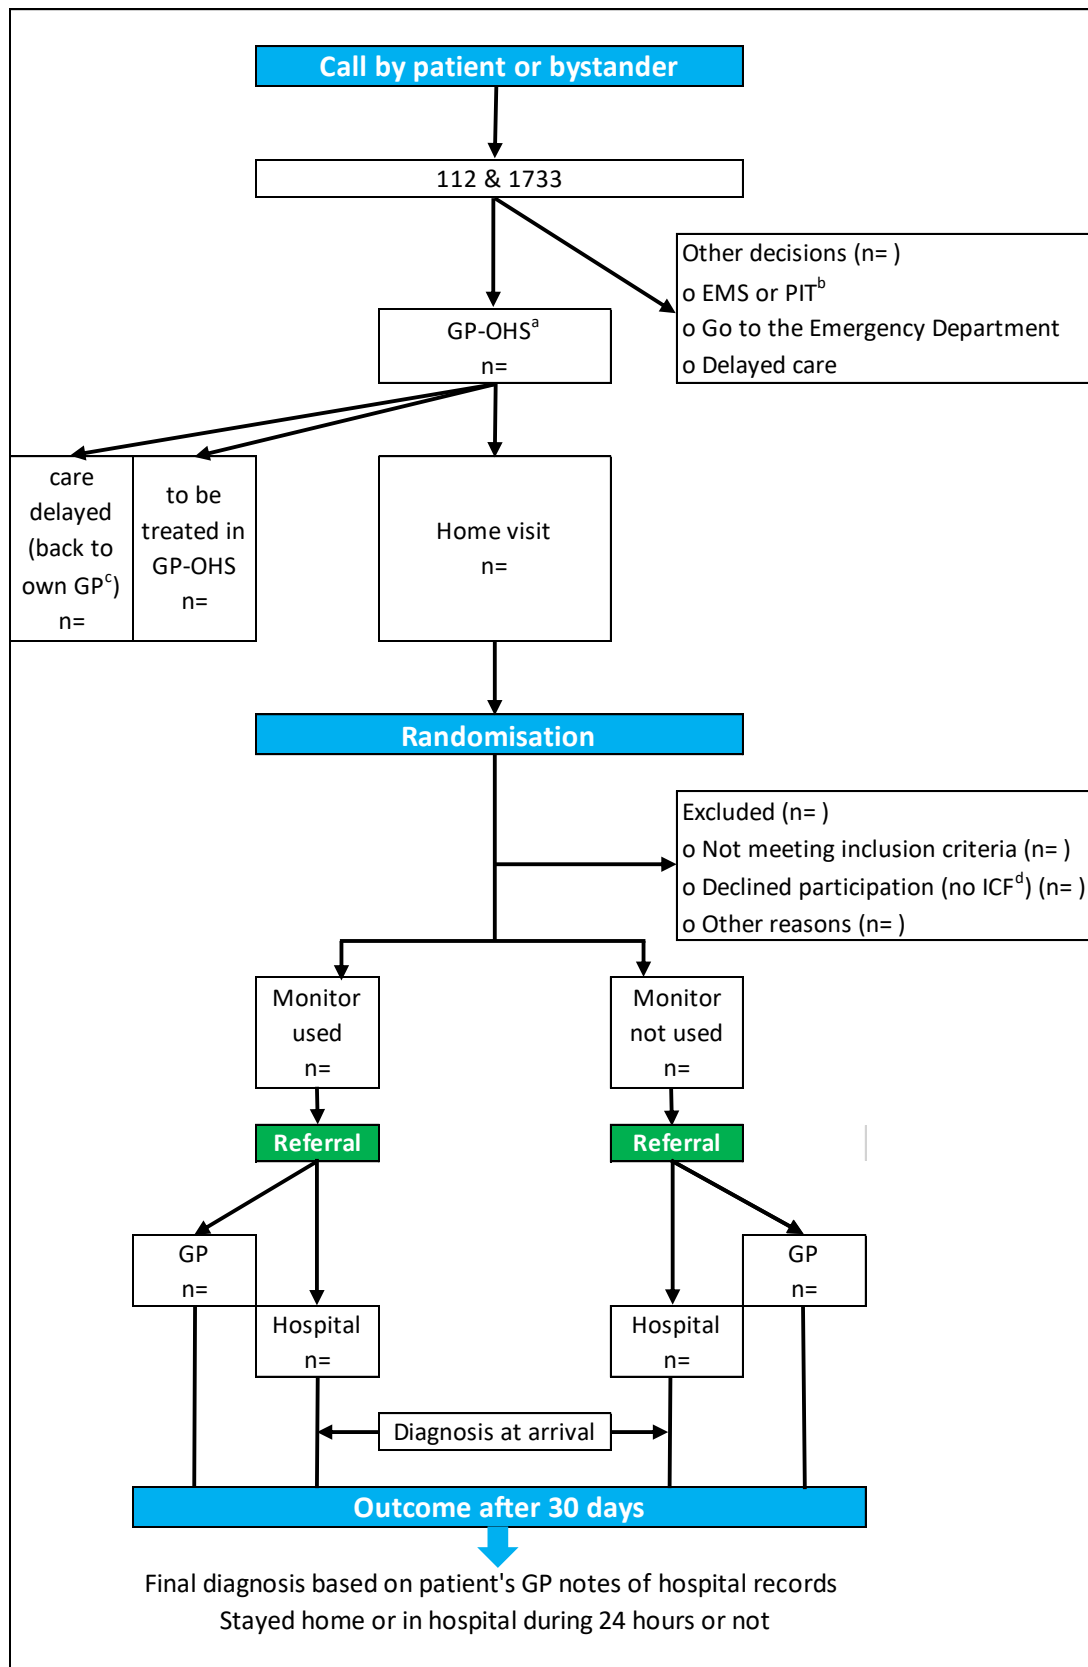 Call by patient or bystander
112 & 1733
Other decisions (n= )
o EMS or PITb
o Go to the Emergency Department
o Delayed care
GP-OHSa
n=
care
delayed
(back to
own GPc)
n=
to be
treated in
GP-OHS
n=
Home visit
n=
Randomisation
Excluded (n= )
o Not meeting inclusion criteria (n= )
o Declined participation (no ICFd) (n= )
o Other reasons (n= )
Monitor
used
n=
Monitor
not used
n=
Referral
Referral
GP
n=
Hospital
n=
Hospital
n=
GP
n=
Diagnosis at arrival
Outcome after 30 days
Final diagnosis based on patient's GP notes of hospital records
Stayed home or in hospital during 24 hours or not